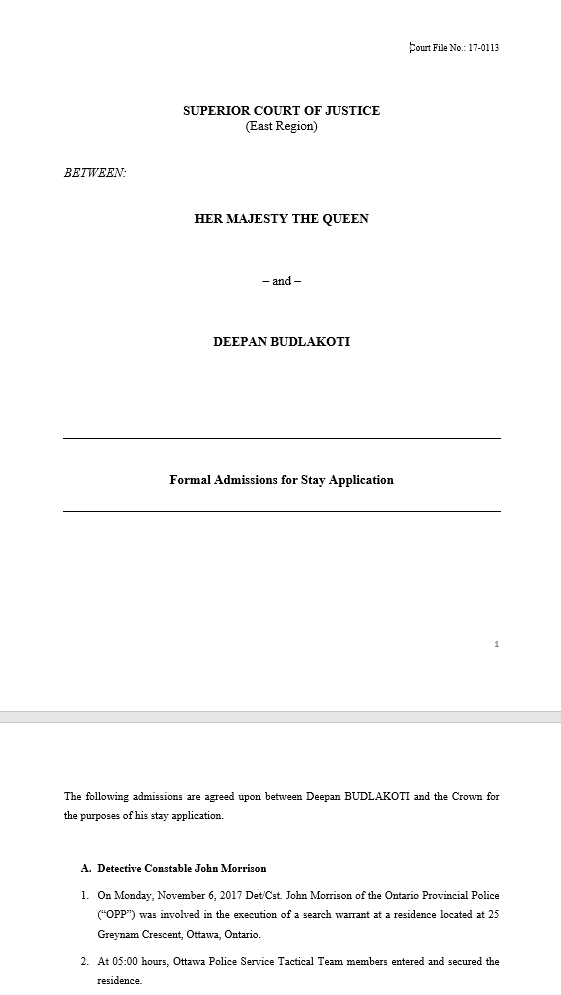 Court File No.: 17-0113
SUPERIOR COURT OF JUSTICE
(East Region)
BETWEEN:
HER MAJESTY THE QUEEN
– and –
DEEPAN BUDLAKOTI
Formal Admissions for Stay Application
1
The following admissions are agreed upon between Deepan BUDLAKOTI and the Crown for
the purposes of his stay application.
A. Detective Constable John Morrison
1. On Monday, November 6, 2017 Det/Cst. John Morrison of the Ontario Provincial Police
(“OPP”) was involved in the execution of a search warrant at a residence located at 25
Greynam Crescent, Ottawa, Ontario.
2. At 05:00 hours, Ottawa Police Service Tactical Team members entered and secured the
residence.